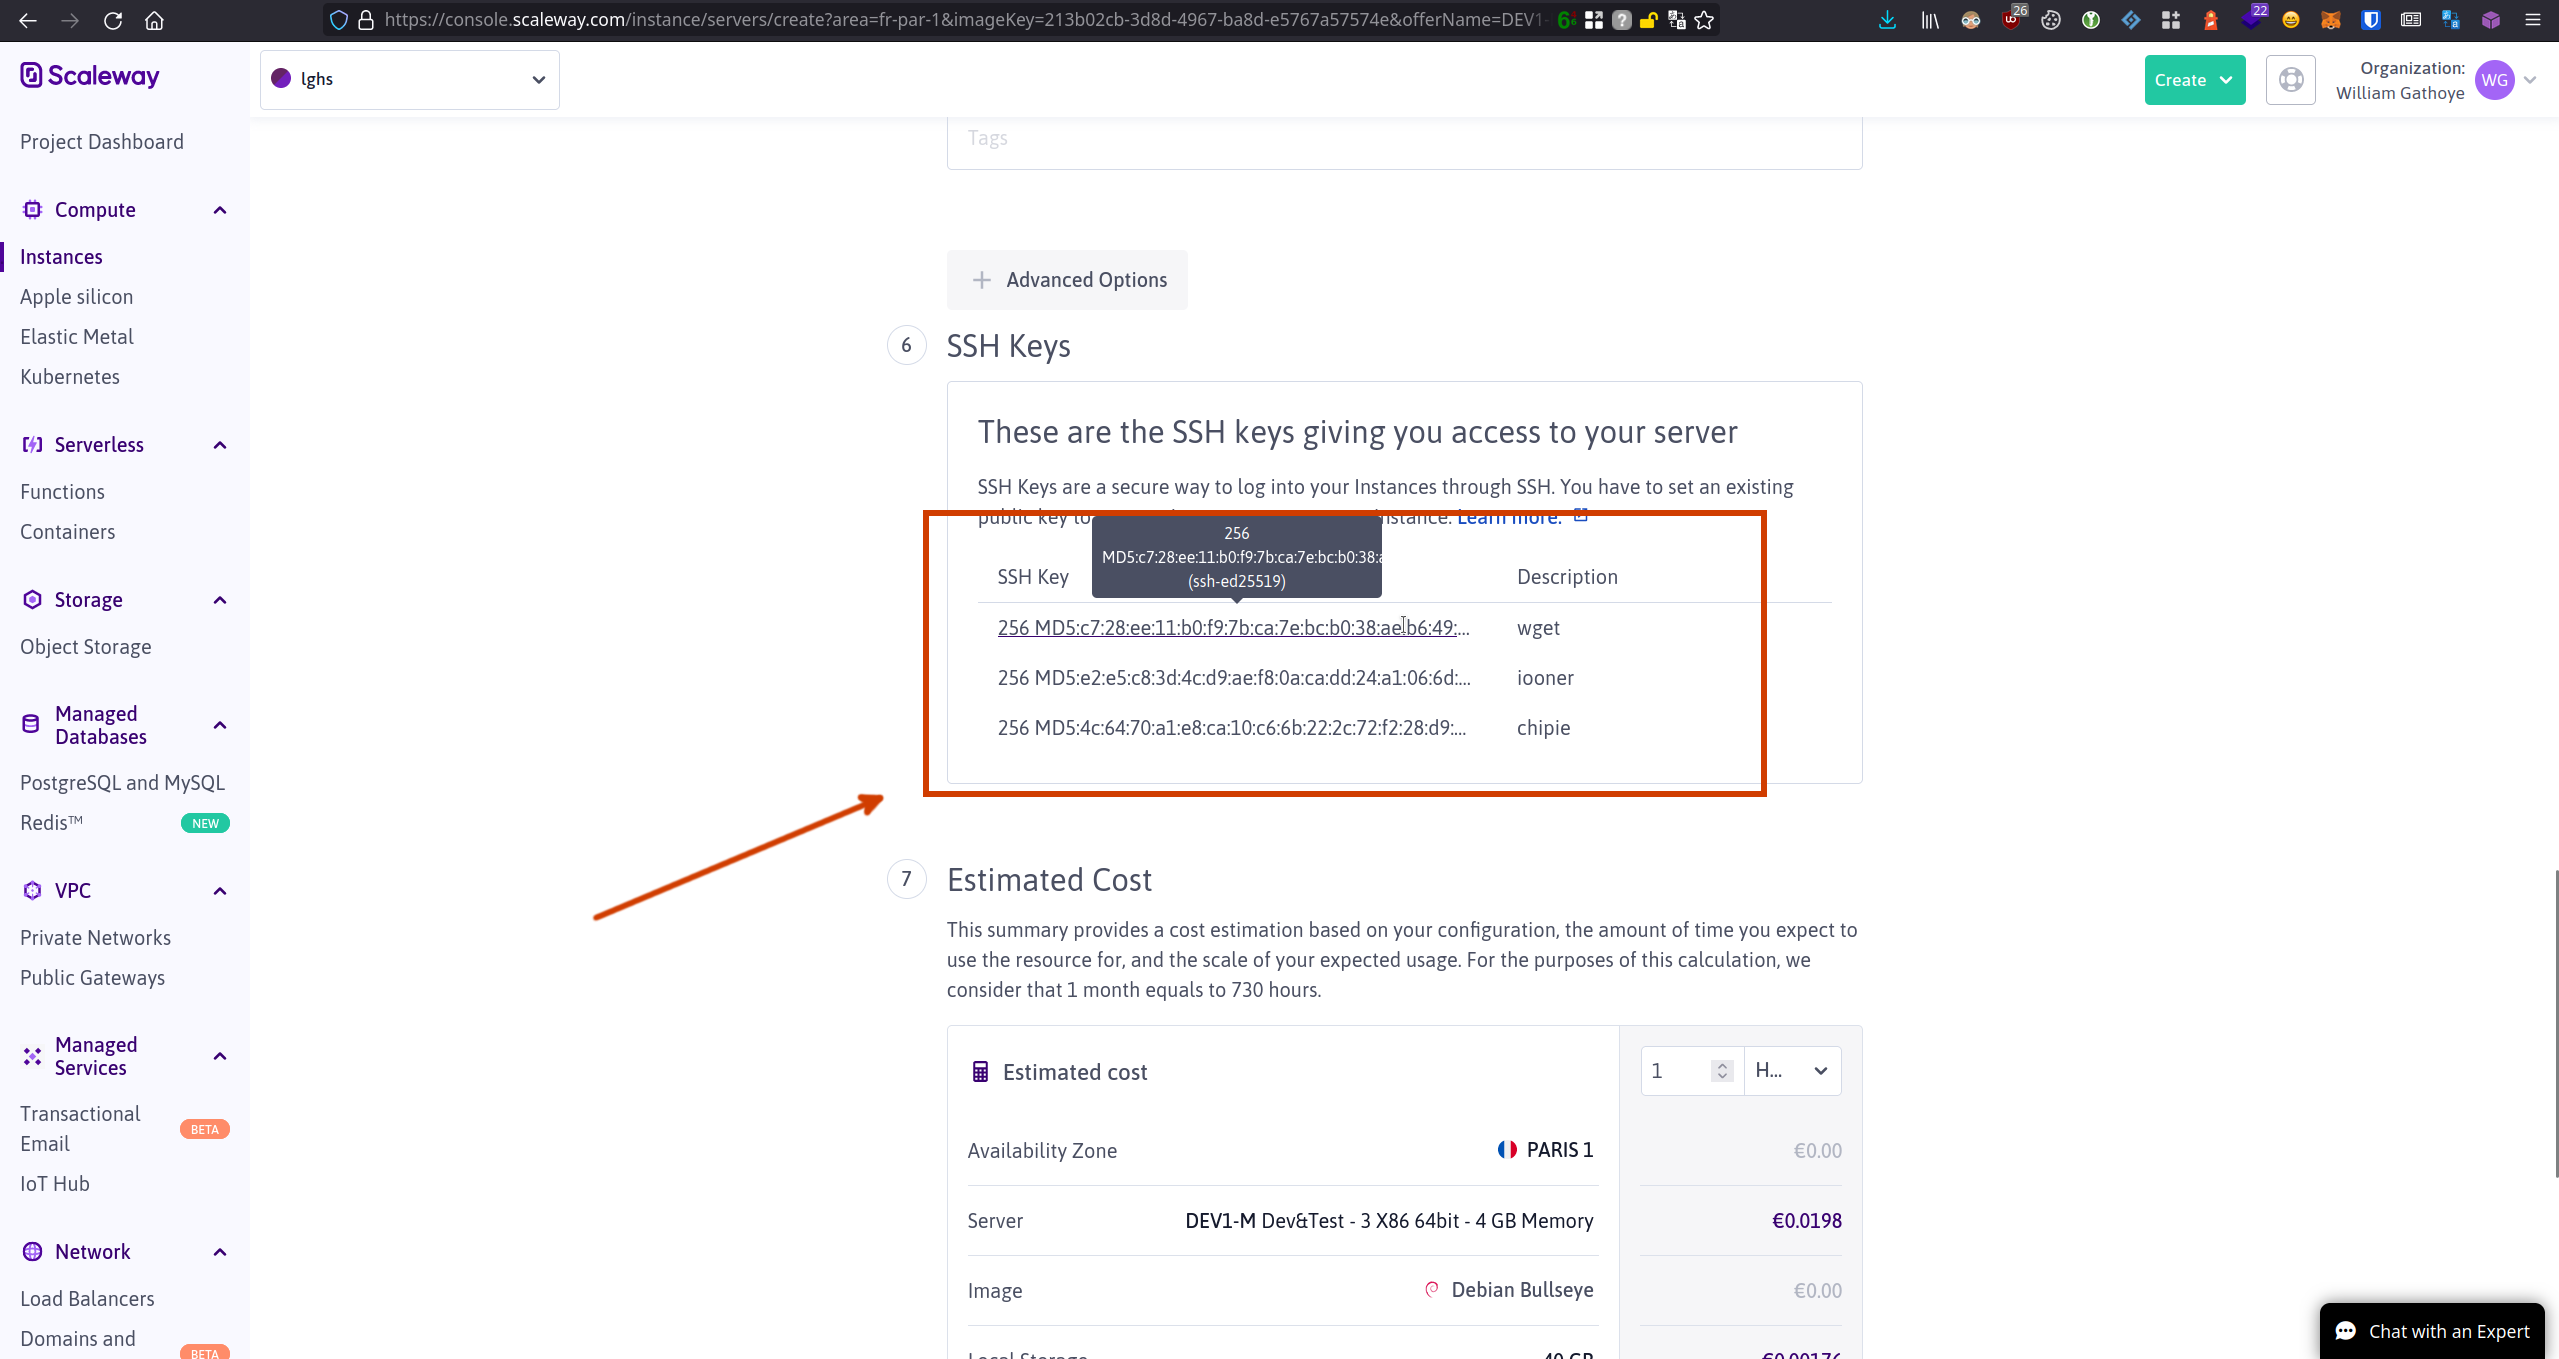 https://console.scaleway.com/instance/servers/create?area=fr-par-1&imageKey=213b02cb-3d8d-4967-ba8d-e5767a57574e&offerName=DEV1-
26
22
Scaleway
lghs
Create
Organization:
William Gathoye
WG
Project Dashboard
Compute
Instances
Apple silicon
Elastic Metal
Kubernetes
Serverless
Functions
Containers
Storage
Object Storage
Managed
Databases
PostgreSQL and MySQL
Redis™ NEW
VPC
Private Networks
Public Gateways
Managed
Services
Transactional
Email BETA
IoT Hub
Network
Load Balancers
Domains and
BETA
Tags
+ Advanced Options
6 SSH Keys
These are the SSH keys giving you access to your server
SSH Keys are a secure way to log into your Instances through SSH. You have to set an existing
public key to nstance. Learn more.
256
MD5:c7:28:ee:11:b0:f9:7b:ca:7e:bc:b0:38:a
(ssh-ed25519)
SSH Key Description
256 MD5:c7:28:ee:11:b0:f9:7b:ca:7e:bc:b0:38:ae:b6:49:... wget
256 MD5:e2:e5:c8:3d:4c:d9:ae:f8:0a:ca:dd:24:a1:06:6d:... iooner
256 MD5:4c:64:70:a1:e8:ca:10:c6:6b:22:2c:72:f2:28:d9:... chipie
7 Estimated Cost
This summary provides a cost estimation based on your configuration, the amount of time you expect to
use the resource for, and the scale of your expected usage. For the purposes of this calculation, we
consider that 1 month equals to 730 hours.
Estimated cost 1 H...
Availability Zone PARIS 1 €0.00
Server DEV1-M Dev&Test - 3 X86 64bit - 4 GB Memory €0.0198
Image Debian Bullseye €0.00
Local Storage 40 GB €0.00176
Chat with an Expert